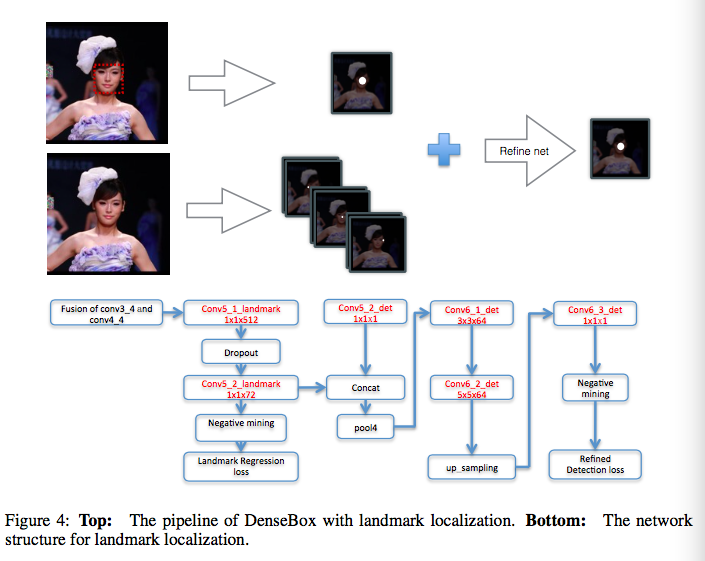 Refine net
Fusion of conv3_4 and
conv4_4
Conv5_1_landmark
1x1x512
Dropout
Conv5_2_landmark
1x1x72
Negative mining
Landmark Regression
loss
Conv5_2_det
1x1x1
Concat
pool4
Conv6_1_det
3x3x64
Conv6_2_det
5x5x64
up_sampling
Conv6_3_det
1x1x1
Negative
mining
Refined
Detection loss
Figure 4: Top: The pipeline of DenseBox with landmark localization. Bottom: The network
structure for landmark localization.